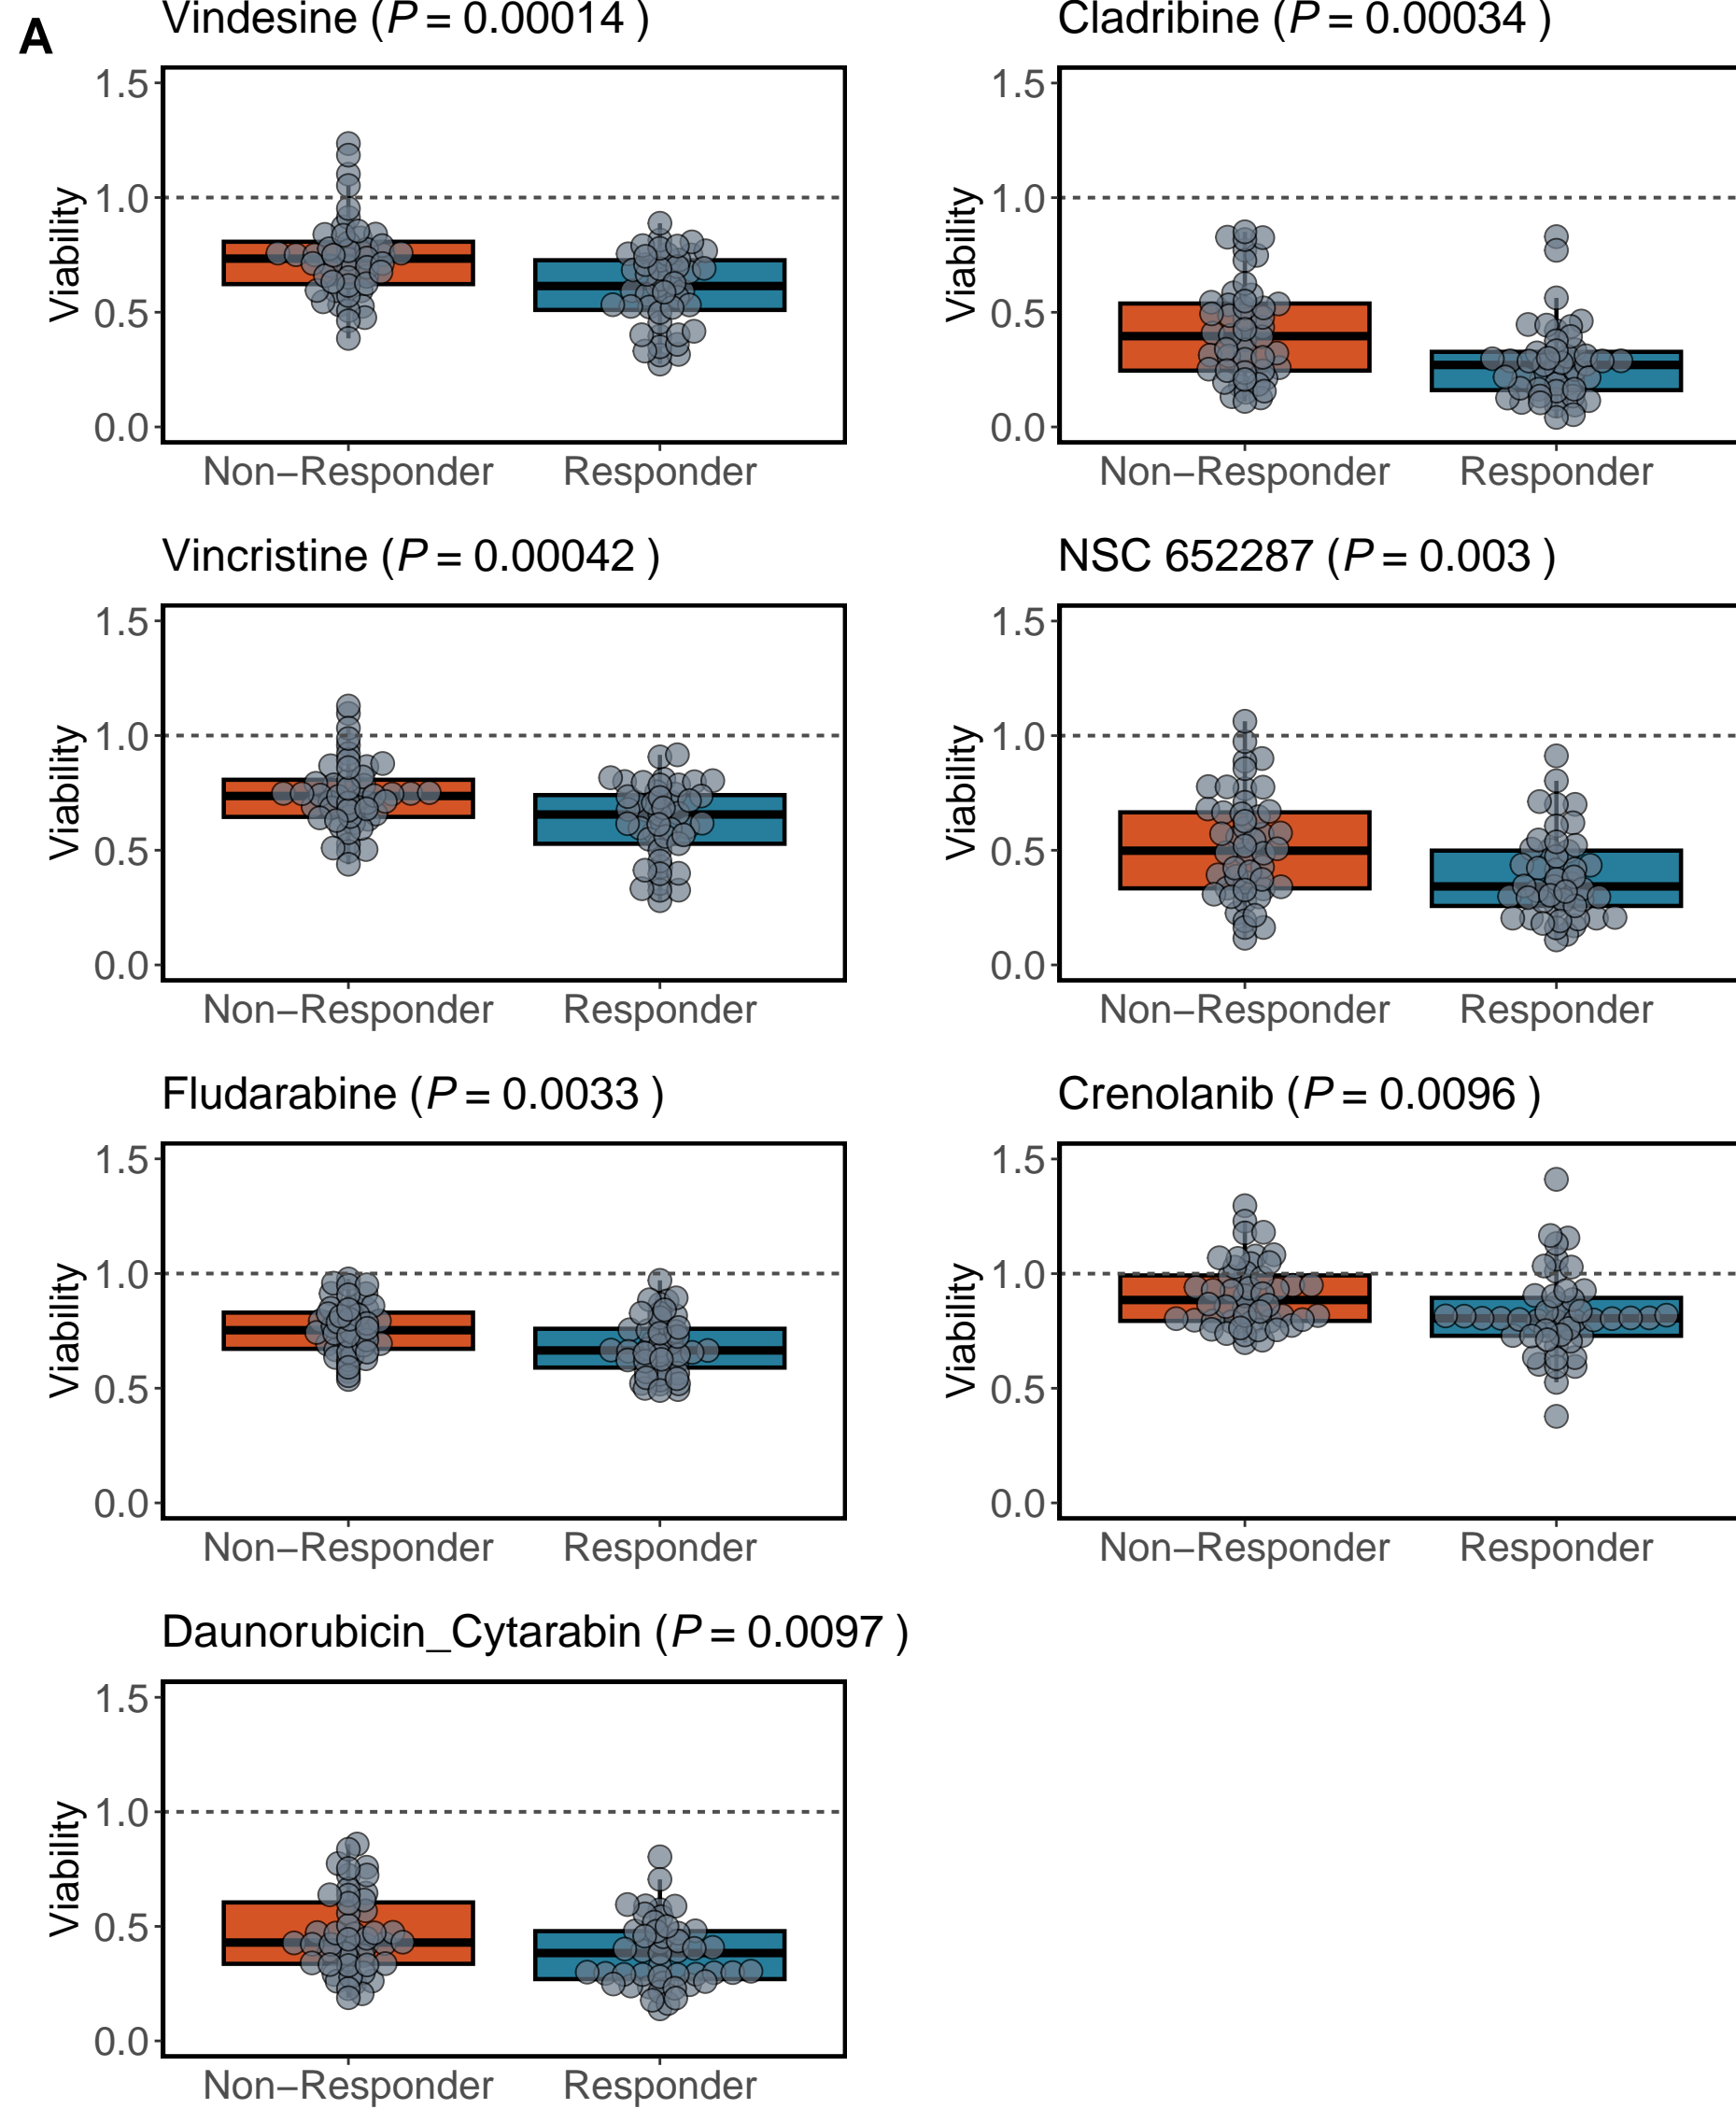 A
Vindesine (P = 0.00014 )
Viability
1.5
1.0
0.5
0.0
Non−Responder Responder
Cladribine (P = 0.00034 )
Viability
1.5
1.0
0.5
0.0
Non−Responder Responder
Vincristine (P = 0.00042 )
Viability
1.5
1.0
0.5
0.0
Non−Responder Responder
NSC 652287 (P = 0.003 )
Viability
1.5
1.0
0.5
0.0
Non−Responder Responder
Fludarabine (P = 0.0033 )
Viability
1.5
1.0
0.5
0.0
Non−Responder Responder
Crenolanib (P = 0.0096 )
Viability
1.5
1.0
0.5
0.0
Non−Responder Responder
Daunorubicin_Cytarabin (P = 0.0097 )
Viability
1.5
1.0
0.5
0.0
Non−Responder Responder